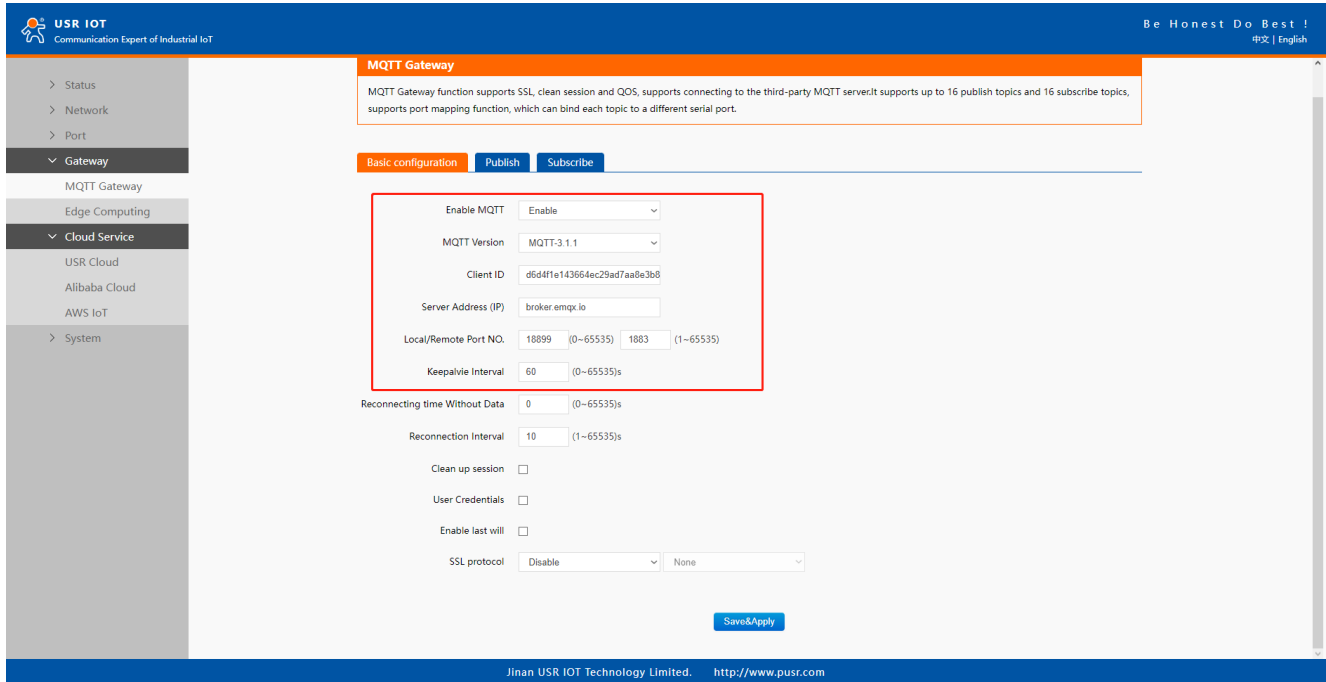 USR IOT
Communication Expert of Industrial IoT
Be Honest Do Best !
中文 | English
Status
Network
Port
Gateway
MQTT Gateway
Edge Computing
Cloud Service
USR Cloud
Alibaba Cloud
AWS IoT
System
MQTT Gateway
MQTT Gateway function supports SSL, clean session and QOS, supports connecting to the third-party MQTT server.It supports up to 16 publish topics and 16 subscribe topics,
supports port mapping function, which can bind each topic to a different serial port.
Basic configuration Publish Subscribe
Enable MQTT Enable
MQTT Version MQTT-3.1.1
Client ID d6d4f1e143664ec29ad7aa8e3b8
Server Address (IP) broker.emqx.io
Local/Remote Port NO. 18899 (0~65535) 1883 (1~65535)
Keepalvie Interval 60 (0~65535)s
Reconnecting time Without Data 0 (0~65535)s
Reconnection Interval 10 (1~65535)s
Clean up session
User Credentials
Enable last will
SSL protocol Disable None
Save&Apply
Jinan USR IOT Technology Limited. http://www.pusr.com